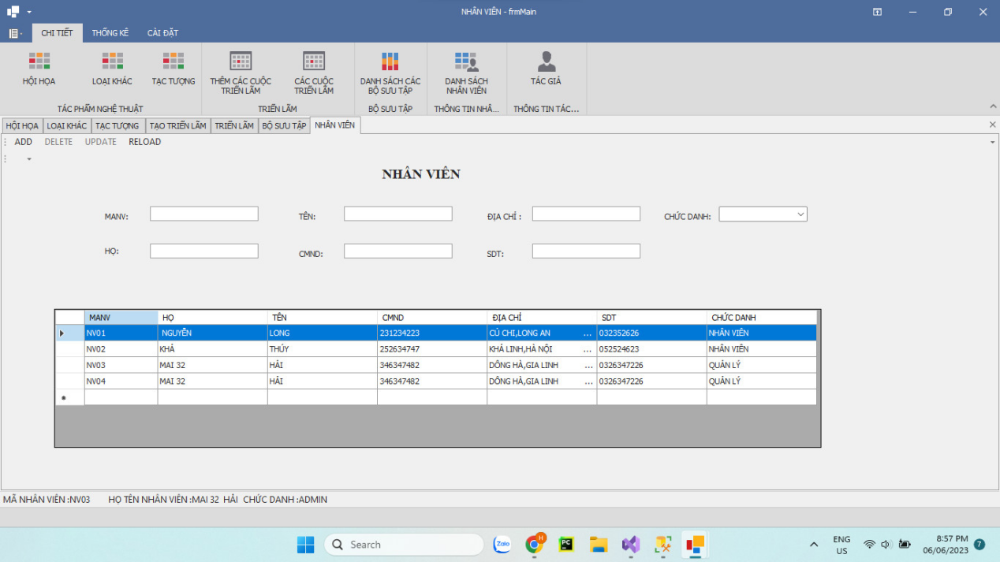 NHÂN VIÊN - frmMain
CHI TIẾT THỐNG KÊ CÀI ĐẶT
HỘI HỌA LOẠI KHÁC TẠC TƯỢNG THÊM CÁC CUỘC TRIỂN LÃM CÁC CUỘC TRIỂN LÃM DANH SÁCH CÁC BỘ SƯU TẬP DANH SÁCH NHÂN VIÊN TÁC GIẢ
TÁC PHẨM NGHỆ THUẬT TRIỂN LÃM BỘ SƯU TẬP THÔNG TIN NHÂ... THÔNG TIN TÁC...
HỘI HỌA LOẠI KHÁC TẠC TƯỢNG TẠO TRIỂN LÃM TRIỂN LÃM BỘ SƯU TẬP NHÂN VIÊN
ADD DELETE UPDATE RELOAD
NHÂN VIÊN
MANV: TÊN: ĐỊA CHỈ : CHỨC DANH:
HỌ: CMND: SDT:
MANV HỌ TÊN CMND ĐỊA CHỈ SDT CHỨC DANH
NV01 NGUYỄN LONG 231234223 CỦ CHI,LONG AN ... 032352626 NHÂN VIÊN
NV02 KHẢ THÚY 252634747 KHẢ LINH,HÀ NỘI ... 052524623 NHÂN VIÊN
NV03 MAI 32 HẢI 346347482 DÔNG HÀ,GIA LINH ... 0326347226 QUẢN LÝ
NV04 MAI 32 HẢI 346347482 DÔNG HÀ,GIA LINH ... 0326347226 QUẢN LÝ
MÃ NHÂN VIÊN :NV03 HỌ TÊN NHÂN VIÊN :MAI 32 HẢI CHỨC DANH :ADMIN
Search Zalo H PC ENG US 8:57 PM 06/06/2023 7